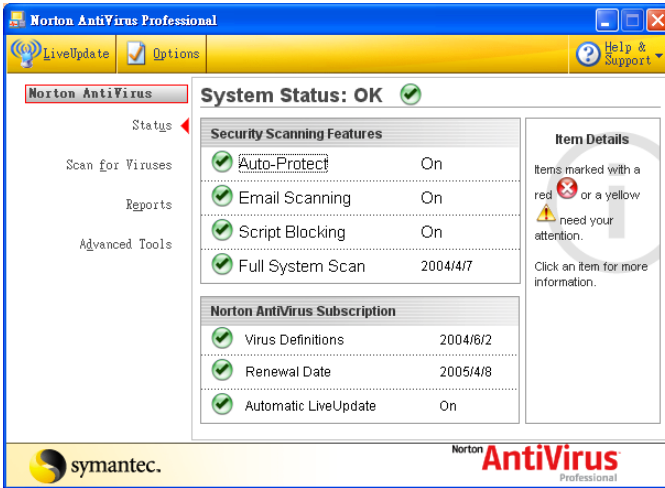 Norton AntiVirus Professional
LiveUpdate
Options
Help &
Support
Norton AntiVirus
Status
Scan for Viruses
Reports
Advanced Tools
System Status: OK
Security Scanning Features
Auto-Protect On
Email Scanning On
Script Blocking On
Full System Scan 2004/4/7
Norton AntiVirus Subscription
Virus Definitions 2004/6/2
Renewal Date 2005/4/8
Automatic LiveUpdate On
Item Details
Items marked with a
red or a yellow
need your
attention.
Click an item for more
information.
symantec.
Norton AntiVirus
Professional